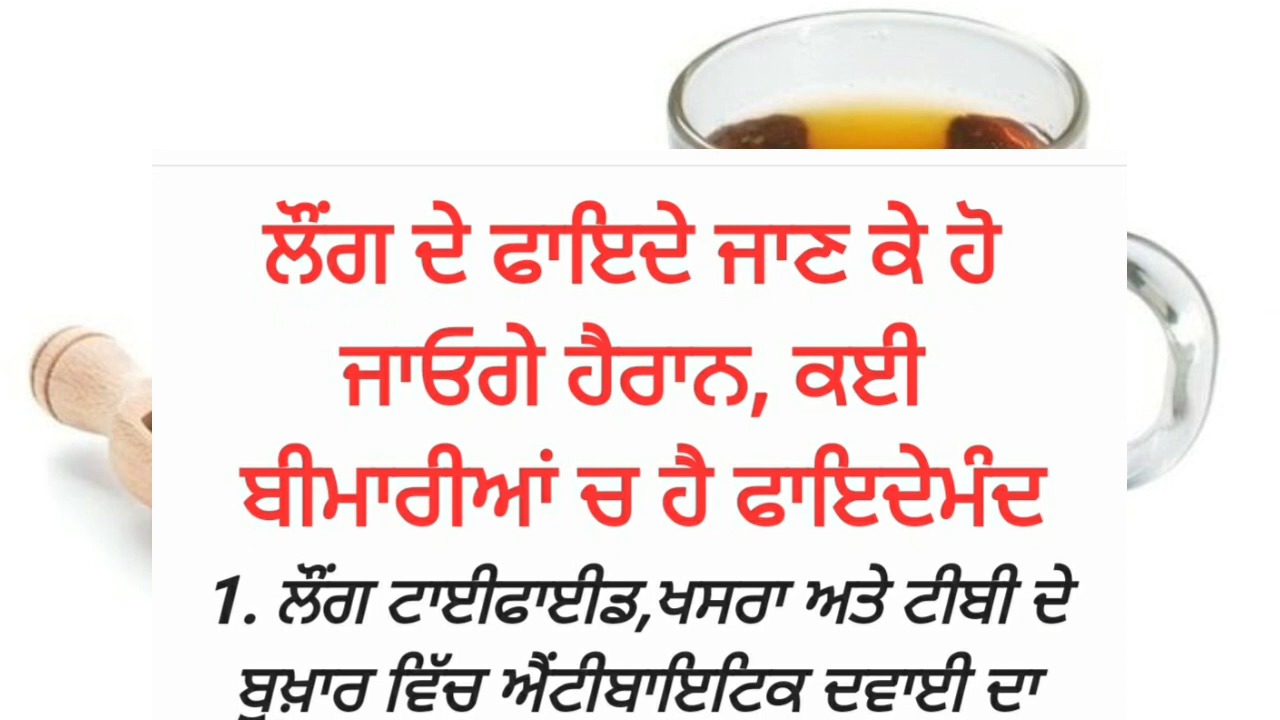 ਲੌਂਗ ਦੇ ਫਾਇਦੇ ਜਾਣ ਕੇ ਹੋ
ਜਾਓਗੇ ਹੈਰਾਨ, ਕਈ
ਬੀਮਾਰੀਆਂ ਚ ਹੈ ਫਾਇਦੇਮੰਦ
1. ਲੌਂਗ ਟਾਈਫਾਈਡ,ਖਸਰਾ ਅਤੇ ਟੀਬੀ ਦੇ
ਬੁਖ਼ਾਰ ਵਿੱਚ ਐਂਟੀਬਾਇਟਿਕ ਦਵਾਈ ਦਾ